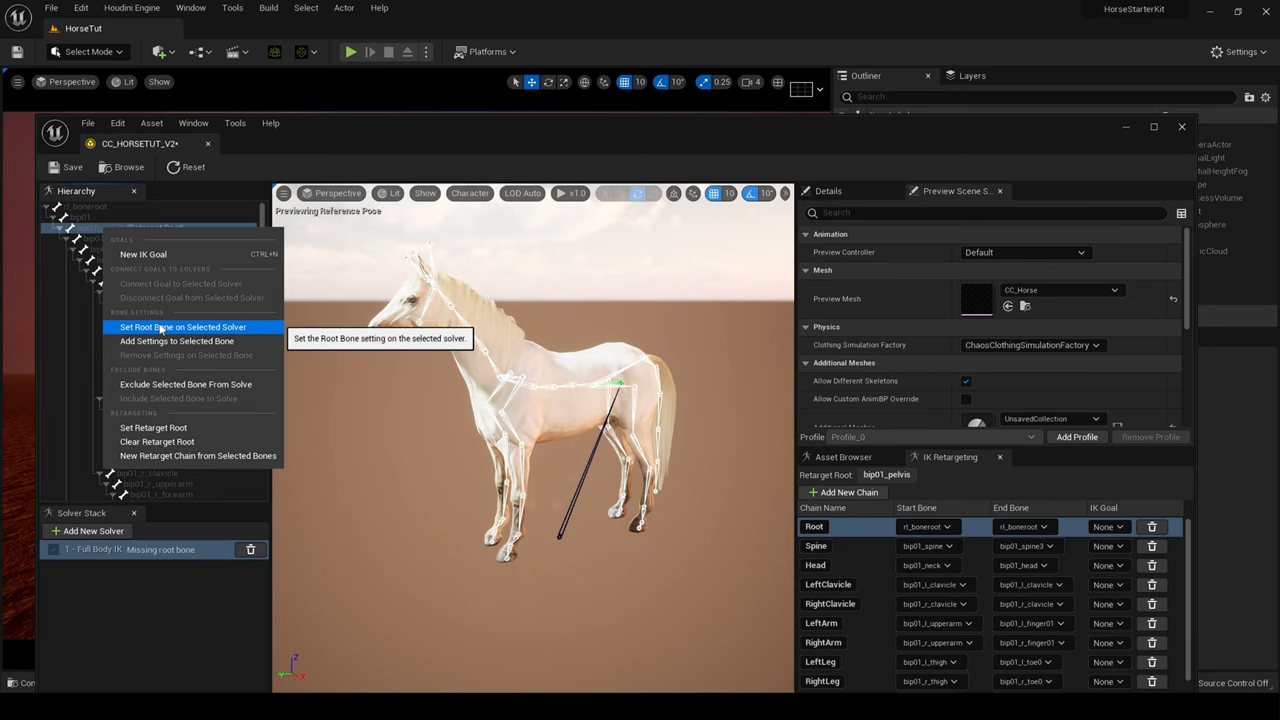 File Edit Houdini Engine Window Tools Build Select Actor Help
HorseStarterKit
HorseTut
Select Mode
Platforms
Settings
Perspective Lit Show
10 10° 0.25 4
Outliner
Layers
Search...
File Edit Asset Window Tools Help
CC_HORSETUT_V2*
Save Browse Reset
Hierarchy
Perspective Lit Show Character LOD Auto x1.0 10 10°
Previewing Reference Pose
rl_boneroot
bip01
GOALS
New IK Goal CTRL+N
CONNECT GOALS TO SOLVERS
Connect Goal to Selected Solver
Disconnect Goal from Selected Solver
BONE SETTINGS
Set Root Bone on Selected Solver
Set the Root Bone setting on the selected solver.
Add Settings to Selected Bone
Remove Settings on Selected Bone
EXCLUDE BONES
Exclude Selected Bone From Solve
Include Selected Bone In Solve
RETARGETING
Set Retarget Root
Clear Retarget Root
New Retarget Chain from Selected Bones
bip01_r_clavicle
bip01_r_upperarm
bip01_r_forearm
Solver Stack
Add New Solver
1 - Full Body IK Missing root bone
Details
Preview Scene S...
Search
Animation
Preview Controller Default
Mesh
Preview Mesh CC_Horse
Physics
Clothing Simulation Factory ChaosClothingSimulationFactory
Additional Meshes
Allow Different Skeletons
Allow Custom AnimBP Override
UnsavedCollection
Profile Profile_0 Add Profile Remove Profile
Asset Browser
IK Retargeting
Retarget Root: bip01_pelvis
Add New Chain
Chain Name Start Bone End Bone IK Goal
Root rl_boneroot rl_boneroot None
Spine bip01_spine bip01_spine3 None
Head bip01_neck bip01_head None
LeftClavicle bip01_l_clavicle bip01_l_clavicle None
RightClavicle bip01_r_clavicle bip01_r_clavicle None
LeftArm bip01_l_upperarm bip01_l_finger01 None
RightArm bip01_r_upperarm bip01_r_finger01 None
LeftLeg bip01_l_thigh bip01_l_toe0 None
RightLeg bip01_r_thigh bip01_r_toe0 None
Source Control Off